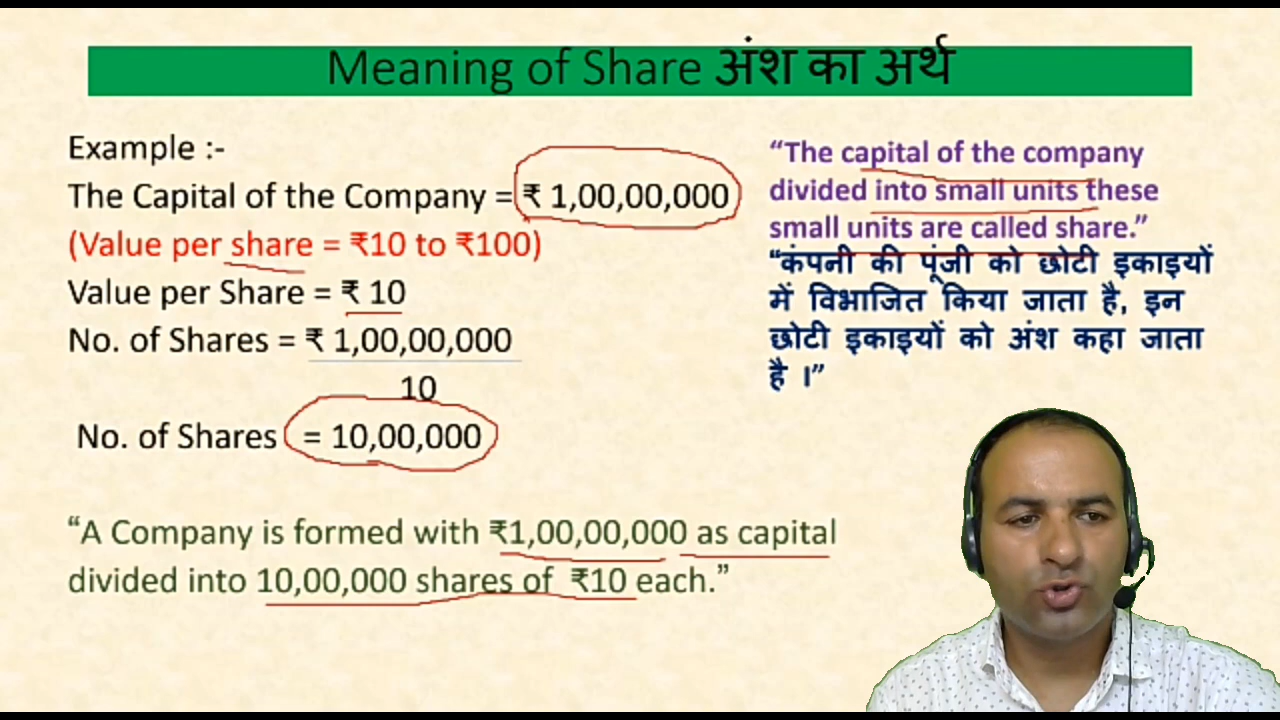 Meaning of Share अंश का अर्थ
Example :-
The Capital of the Company = ₹ 1,00,00,000
(Value per share = ₹10 to ₹100)
Value per Share = ₹ 10
No. of Shares = ₹ 1,00,00,000
10
No. of Shares = 10,00,000
“A Company is formed with ₹1,00,00,000 as capital
divided into 10,00,000 shares of ₹10 each.”
“The capital of the company
divided into small units these
small units are called share.”
“कंपनी की पूंजी को छोटी इकाइयों
में विभाजित किया जाता है, इन
छोटी इकाइयों को अंश कहा जाता
है ।”